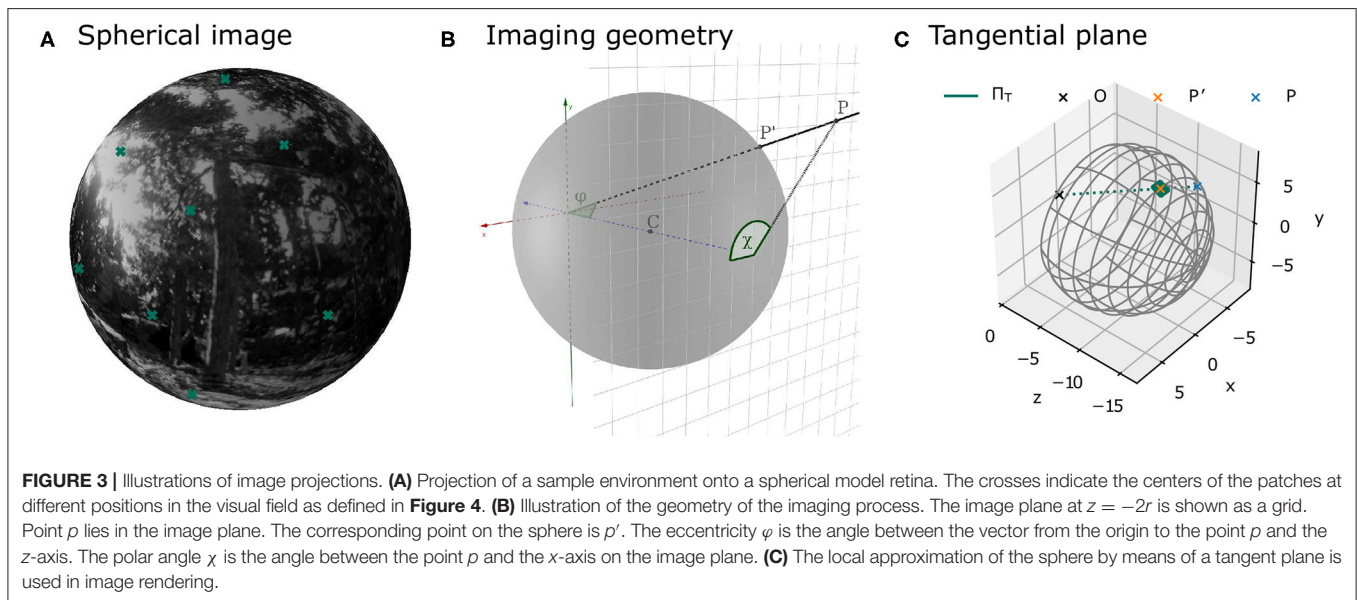 A Spherical image
B Imaging geometry
C Tangential plane
y
P
P'
φ
x
C
χ
Π_T O P′ P
5
0
−5
y
0
−5
−10
−15
z
5
0
−5
x
FIGURE 3 | Illustrations of image projections. (A) Projection of a sample environment onto a spherical model retina. The crosses indicate the centers of the patches at
different positions in the visual field as defined in Figure 4. (B) Illustration of the geometry of the imaging process. The image plane at z = −2r is shown as a grid.
Point p lies in the image plane. The corresponding point on the sphere is p′. The eccentricity φ is the angle between the vector from the origin to the point p and the
z-axis. The polar angle χ is the angle between the point p and the x-axis on the image plane. (C) The local approximation of the sphere by means of a tangent plane is
used in image rendering.